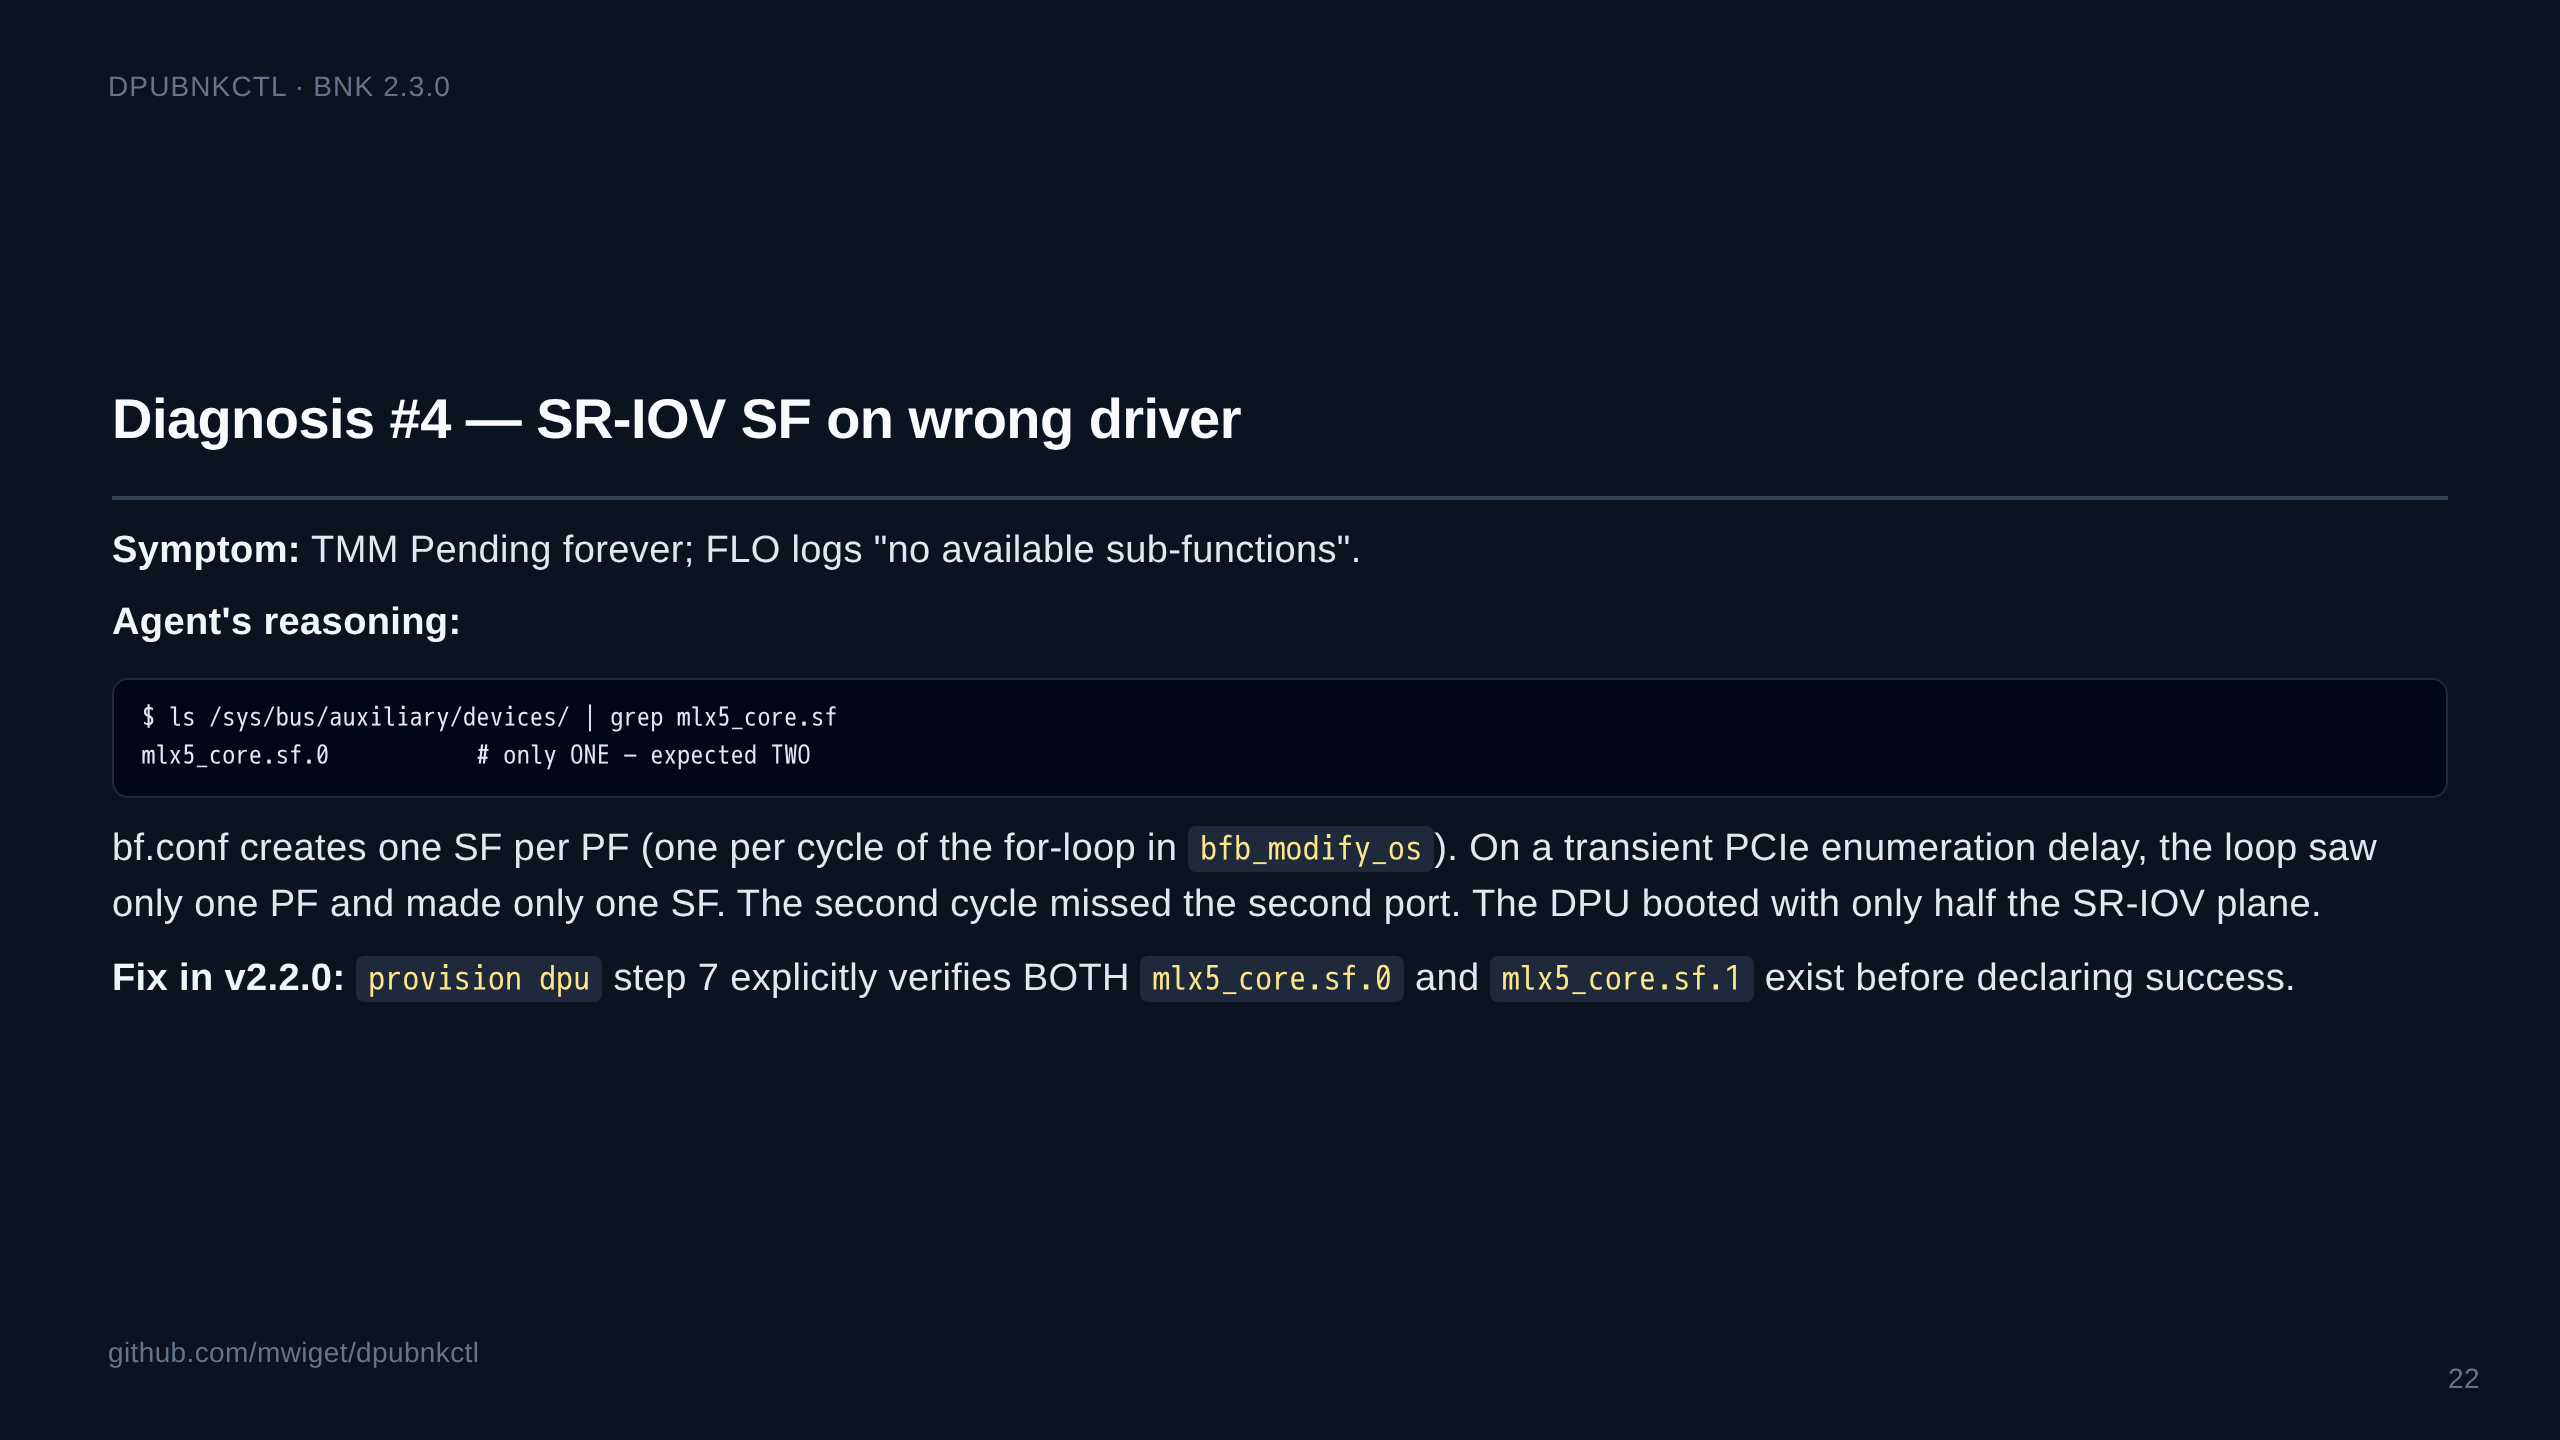 DPUBNKCTL · BNK 2.3.0
Diagnosis #4 — SR-IOV SF on wrong driver
Symptom: TMM Pending forever; FLO logs "no available sub-functions".
Agent's reasoning:
$ ls /sys/bus/auxiliary/devices/ | grep mlx5_core.sf
mlx5_core.sf.0           # only ONE — expected TWO
bf.conf creates one SF per PF (one per cycle of the for-loop in bfb_modify_os). On a transient PCIe enumeration delay, the loop saw
only one PF and made only one SF. The second cycle missed the second port. The DPU booted with only half the SR-IOV plane.
Fix in v2.2.0: provision dpu step 7 explicitly verifies BOTH mlx5_core.sf.0 and mlx5_core.sf.1 exist before declaring success.
github.com/mwiget/dpubnkctl
22